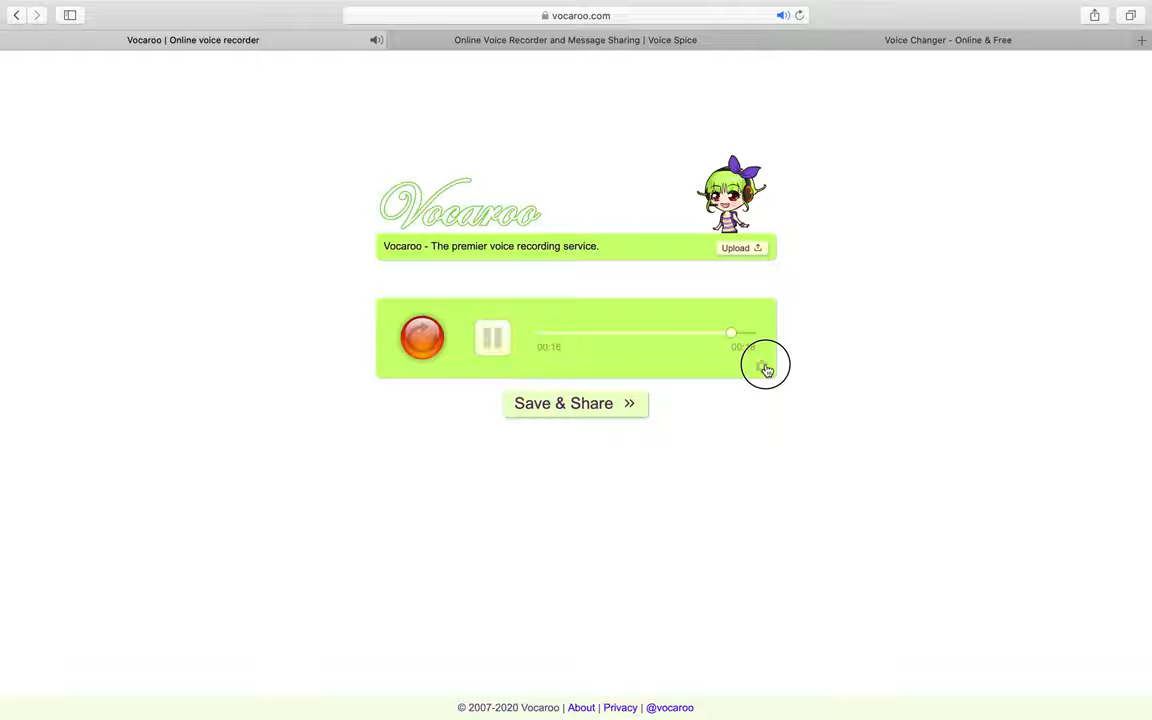 vocaroo.com
Vocaroo | Online voice recorder
Online Voice Recorder and Message Sharing | Voice Spice
Voice Changer - Online & Free
Vocaroo
Vocaroo - The premier voice recording service.
Upload
00:16
Save & Share »
© 2007-2020 Vocaroo | About | Privacy | @vocaroo